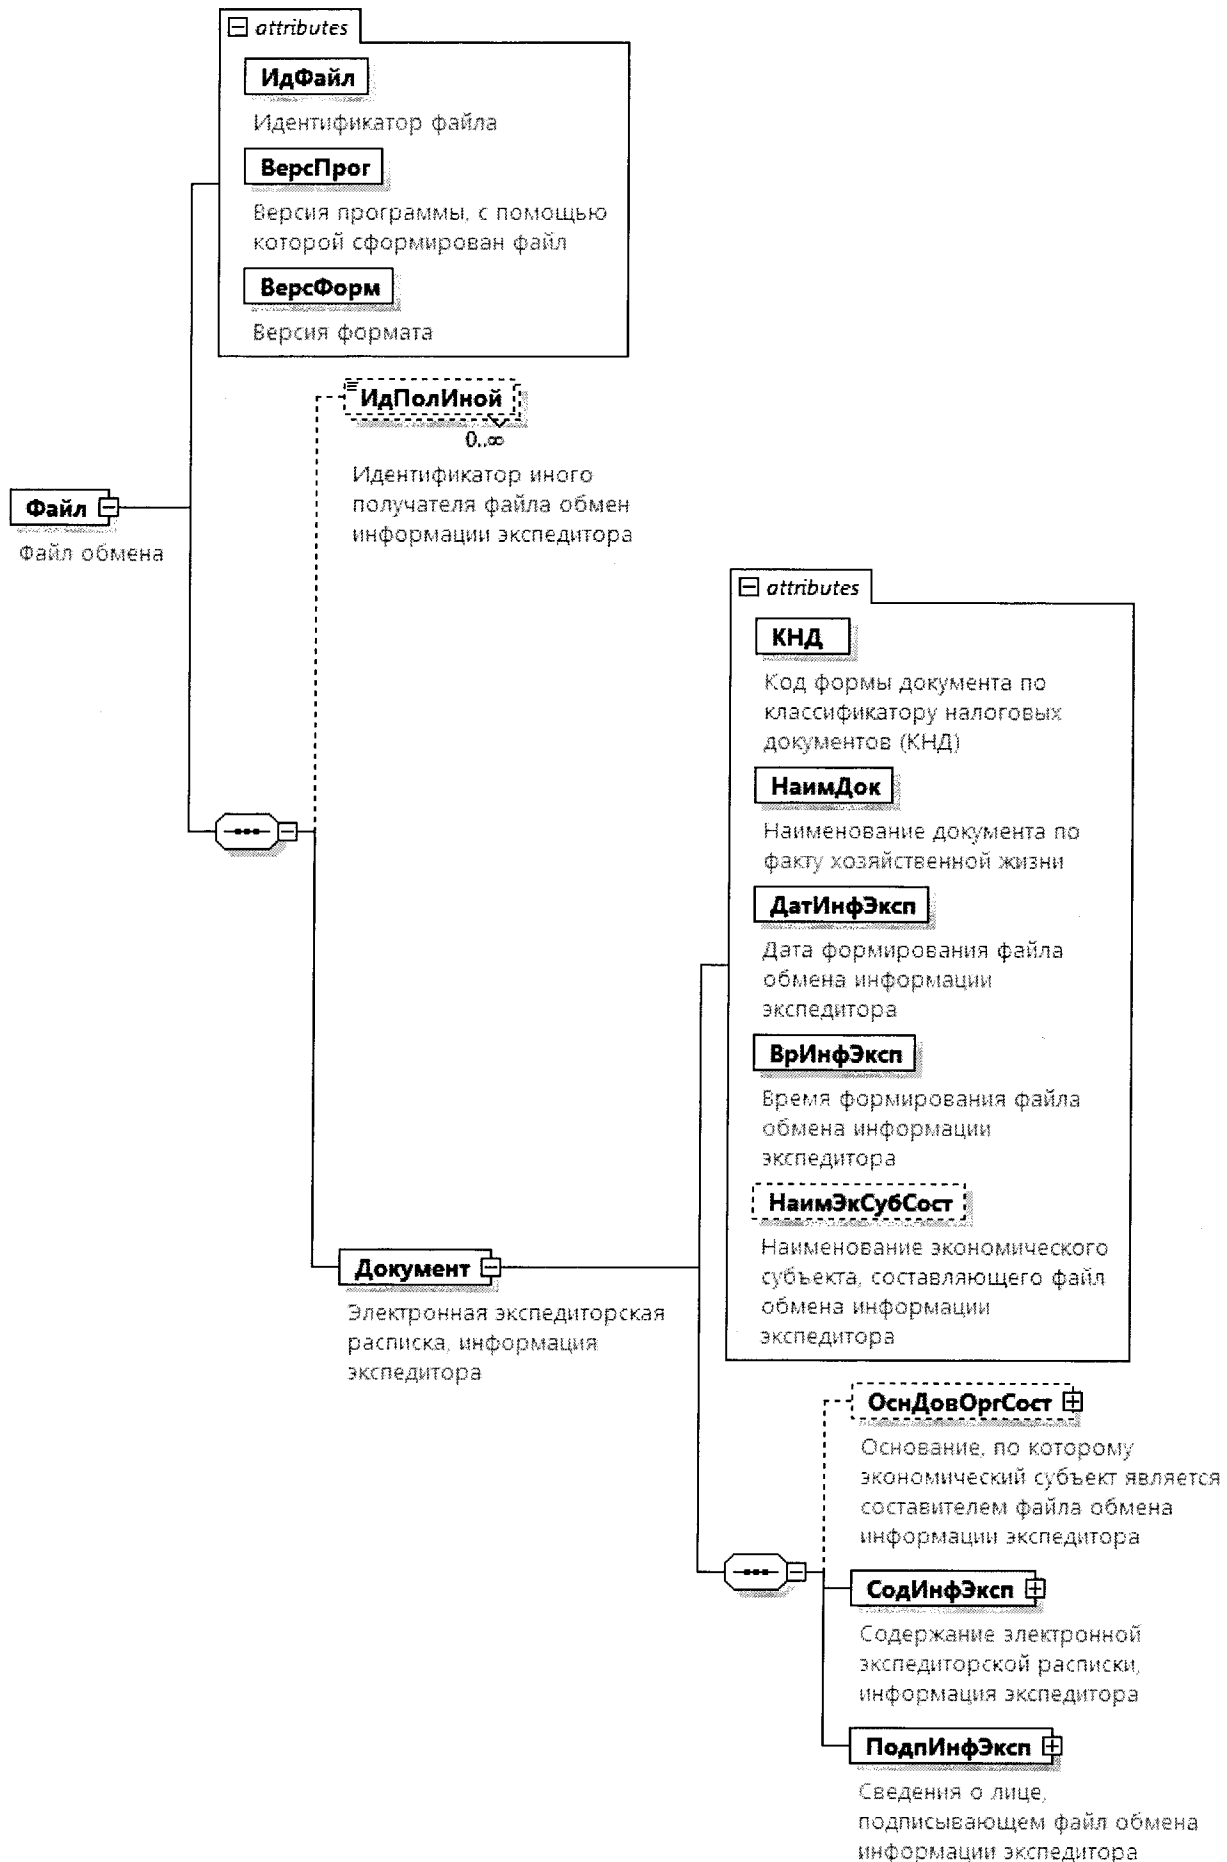 attributes
ИдФайл
Идентификатор файла
ВерсПрог
Версия программы, с помощью
которой сформирован файл
ВерсФорм
Версия формата
ИдПолИной
0..∞
Идентификатор иного
получателя файла обмен
информации экспедитора
Файл
Файл обмена
attributes
КНД
Код формы документа по
классификатору налоговых
документов (КНД)
НаимДок
Наименование документа по
факту хозяйственной жизни
ДатИнфЭксп
Дата формирования файла
обмена информации
экспедитора
ВрИнфЭксп
Время формирования файла
обмена информации
экспедитора
НаимЭкСубСост
Наименование экономического
субъекта, составляющего файл
обмена информации
экспедитора
Документ
Электронная экспедиторская
расписка, информация
экспедитора
ОснДовОргСост
Основание, по которому
экономический субъект является
составителем файла обмена
информации экспедитора
СодИнфЭксп
Содержание электронной
экспедиторской расписки,
информация экспедитора
ПодпИнфЭксп
Сведения о лице,
подписывающем файл обмена
информации экспедитора